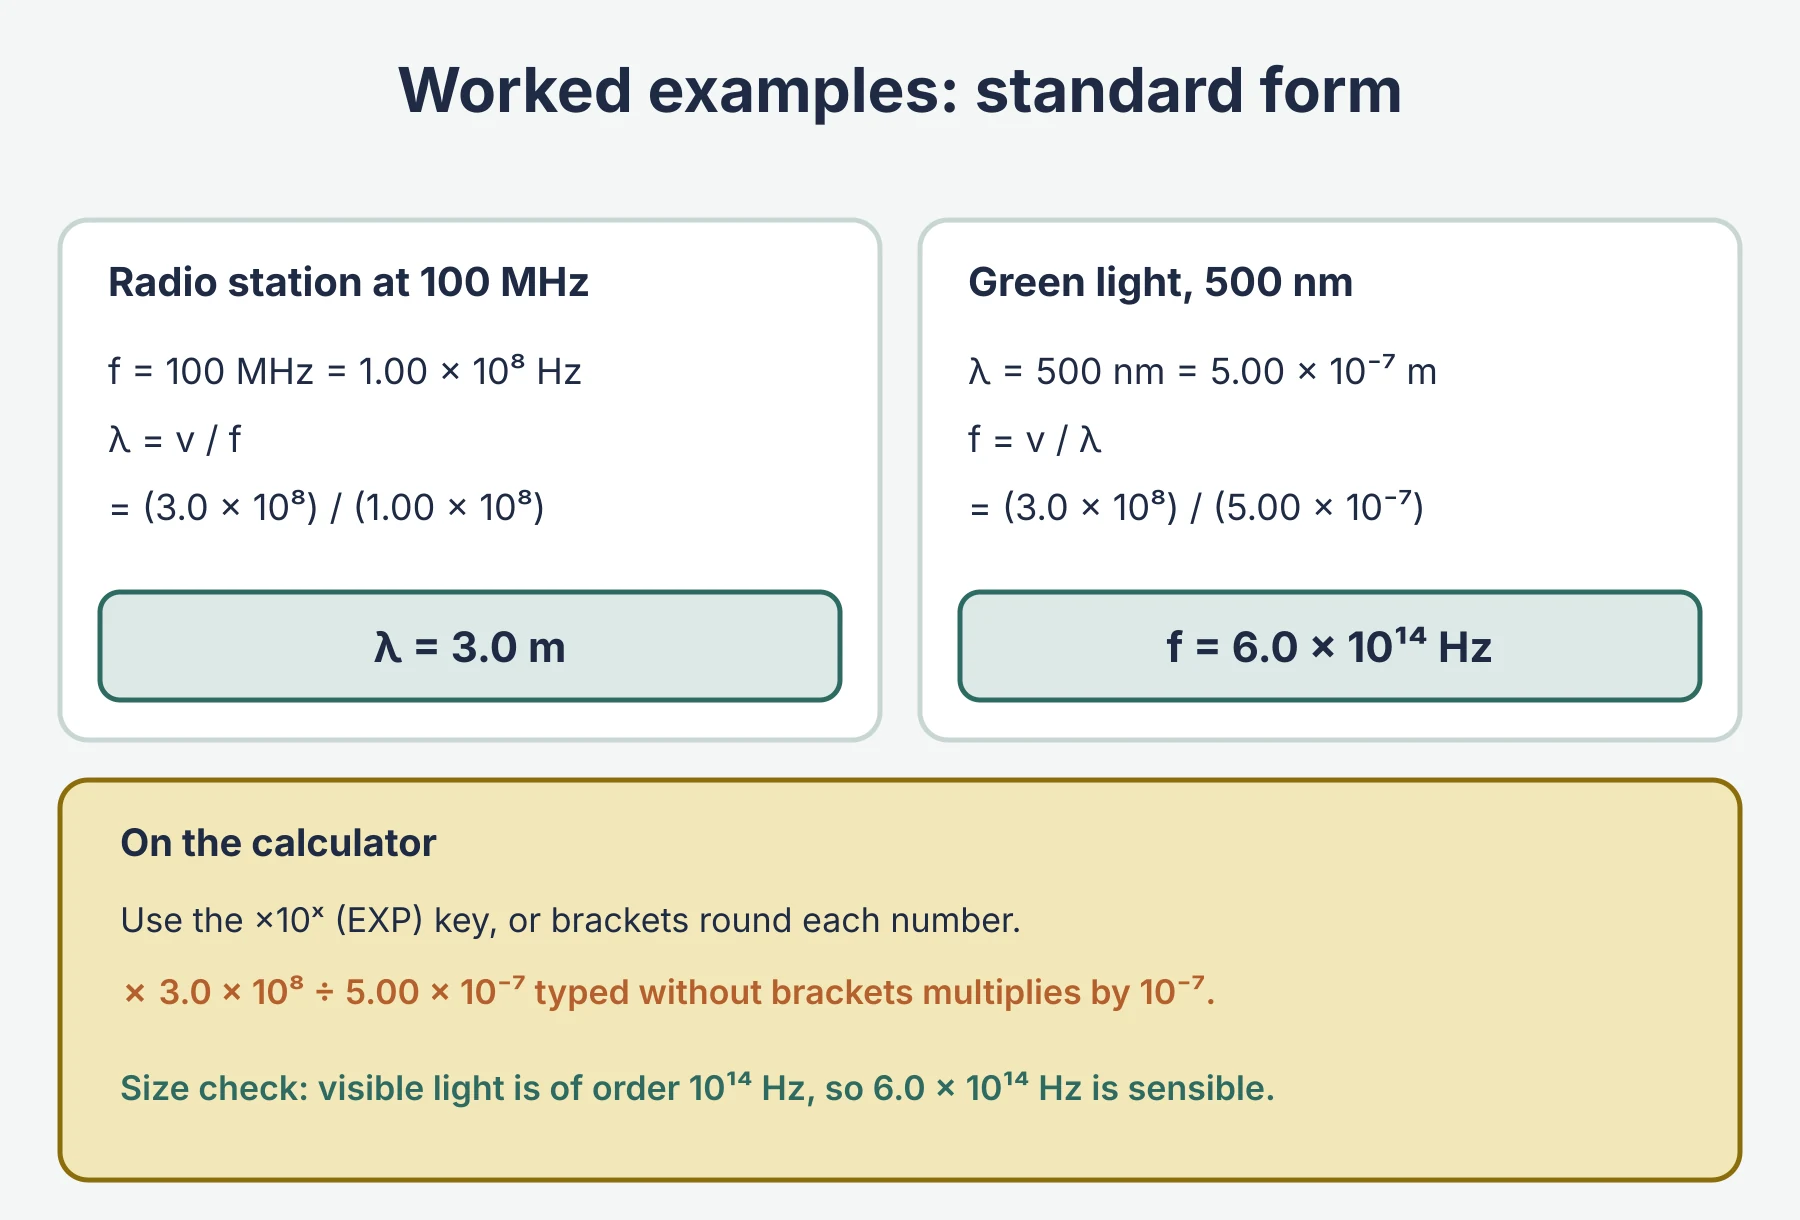 Worked examples: standard form
Radio station at 100 MHz
f = 100 MHz = 1.00 × 10⁸ Hz
λ = v / f
= (3.0 × 10⁸) / (1.00 × 10⁸)
λ = 3.0 m
Green light, 500 nm
λ = 500 nm = 5.00 × 10⁻⁷ m
f = v / λ
= (3.0 × 10⁸) / (5.00 × 10⁻⁷)
f = 6.0 × 10¹⁴ Hz
On the calculator
Use the ×10ˣ (EXP) key, or brackets round each number.
× 3.0 × 10⁸ ÷ 5.00 × 10⁻⁷ typed without brackets multiplies by 10⁻⁷.
Size check: visible light is of order 10¹⁴ Hz, so 6.0 × 10¹⁴ Hz is sensible.